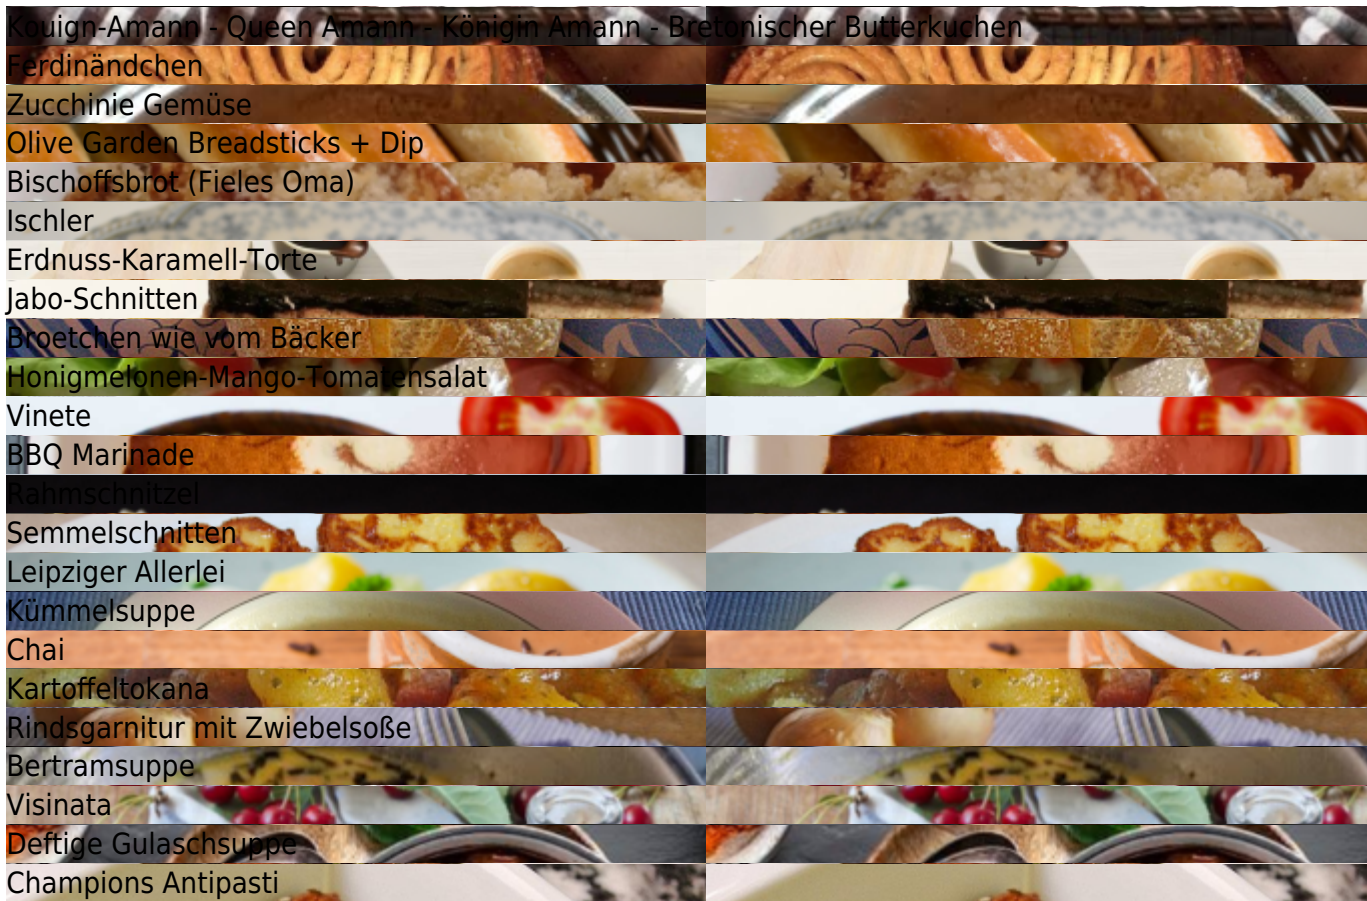 Kouign-Amann - Queen Amann - Königin Amann - Bretonischer Butterkuchen
Ferdinändchen
Zucchinie Gemüse
Olive Garden Breadsticks + Dip
Bischoffsbrot (Fieles Oma)
Ischler
Erdnuss-Karamell-Torte
Jabo-Schnitten
Broetchen wie vom Bäcker
Honigmelonen-Mango-Tomatensalat
Vinete
BBQ Marinade
Rahmschnitzel
Semmelschnitten
Leipziger Allerlei
Kümmelsuppe
Chai
Kartoffeltokana
Rindsgarnitur mit Zwiebelsoße
Bertramsuppe
Visinata
Deftige Gulaschsuppe
Champions Antipasti